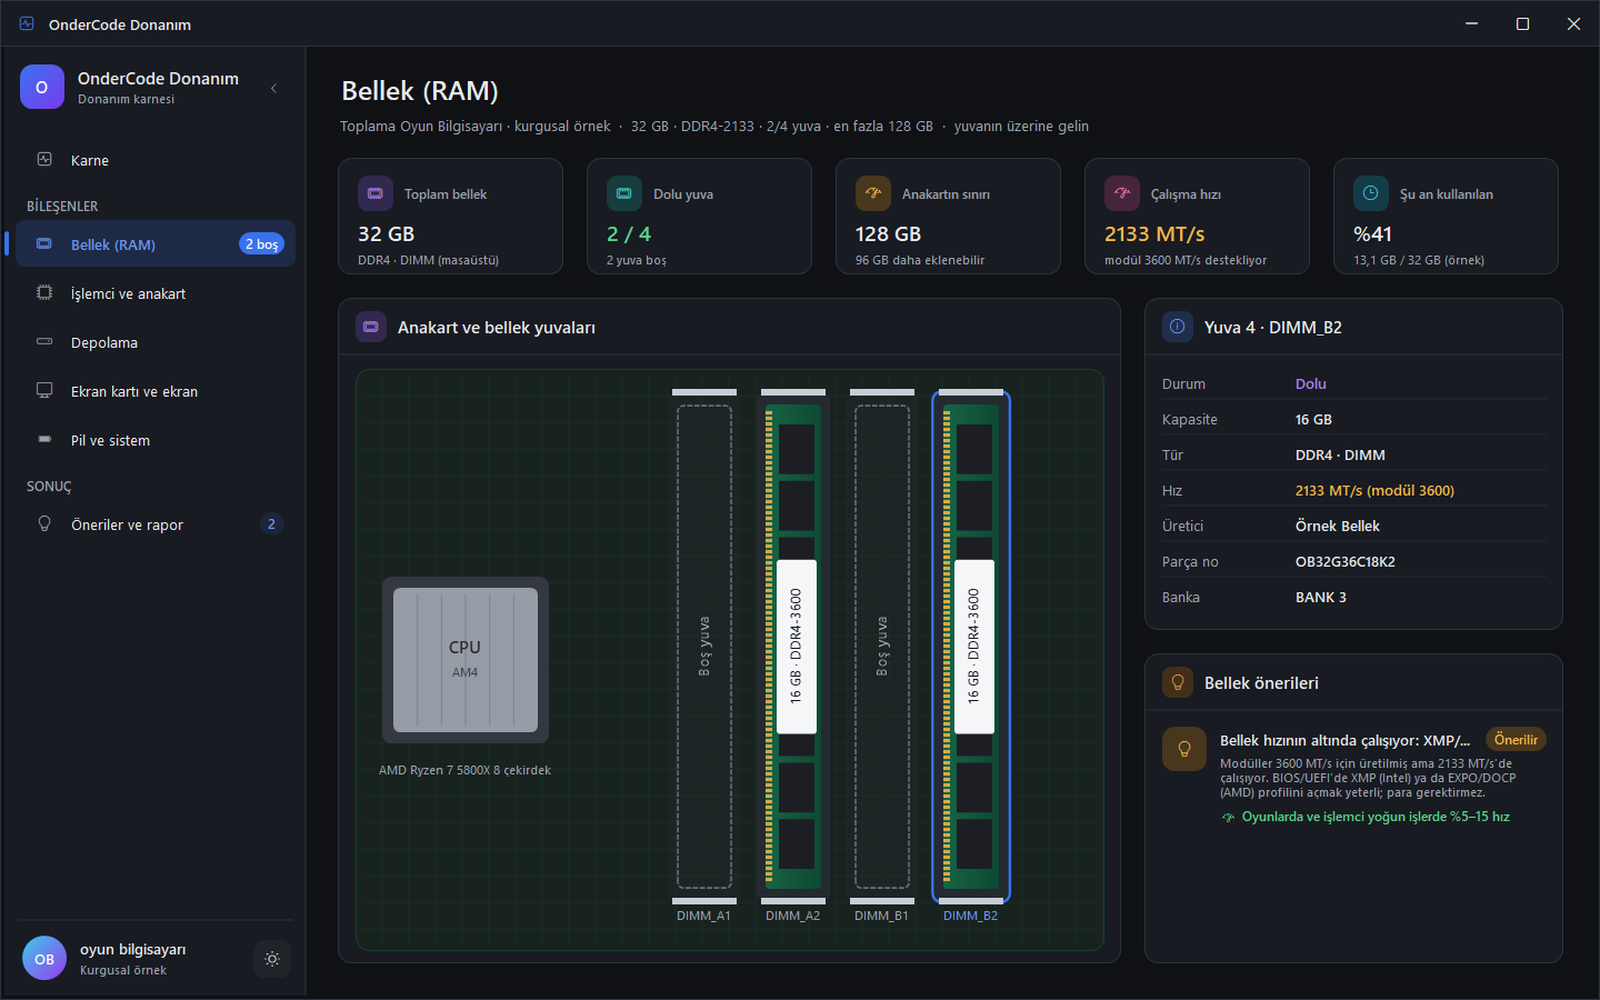 OnderCode Donanım
O
OnderCode Donanım
Donanım karnesi
Karne
BİLEŞENLER
Bellek (RAM)
2 boş
İşlemci ve anakart
Depolama
Ekran kartı ve ekran
Pil ve sistem
SONUÇ
Öneriler ve rapor
2
OB
oyun bilgisayarı
Kurgusal örnek
Bellek (RAM)
Toplama Oyun Bilgisayarı · kurgusal örnek · 32 GB · DDR4-2133 · 2/4 yuva · en fazla 128 GB · yuvanın üzerine gelin
Toplam bellek
32 GB
DDR4 · DIMM (masaüstü)
Dolu yuva
2 / 4
2 yuva boş
Anakartın sınırı
128 GB
96 GB daha eklenebilir
Çalışma hızı
2133 MT/s
modül 3600 MT/s destekliyor
Şu an kullanılan
%41
13,1 GB / 32 GB (örnek)
Anakart ve bellek yuvaları
CPU
AM4
AMD Ryzen 7 5800X 8 çekirdek
Boş yuva
16 GB · DDR4-3600
Boş yuva
16 GB · DDR4-3600
DIMM_A1
DIMM_A2
DIMM_B1
DIMM_B2
Yuva 4 · DIMM_B2
Durum Dolu
Kapasite 16 GB
Tür DDR4 · DIMM
Hız 2133 MT/s (modül 3600)
Üretici Örnek Bellek
Parça no OB32G36C18K2
Banka BANK 3
Bellek önerileri
Bellek hızının altında çalışıyor: XMP/...
Önerilir
Modüller 3600 MT/s için üretilmiş ama 2133 MT/s'de
çalışıyor. BIOS/UEFI'de XMP (Intel) ya da EXPO/DOCP
(AMD) profilini açmak yeterli; para gerektirmez.
Oyunlarda ve işlemci yoğun işlerde %5–15 hız